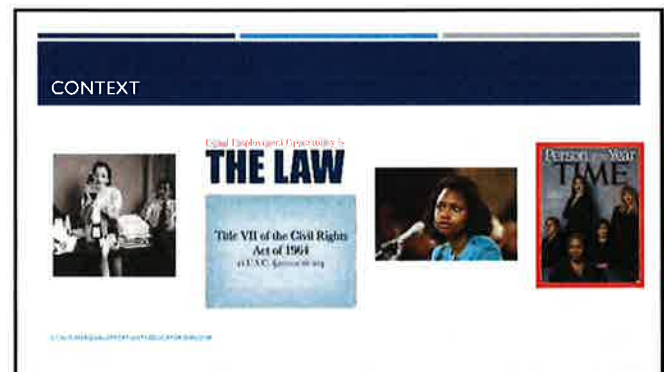 CONTEXT
Equal Employment Opportunity is
THE LAW
Title VII of the Civil Rights
Act of 1964
Person of the Year
TIME